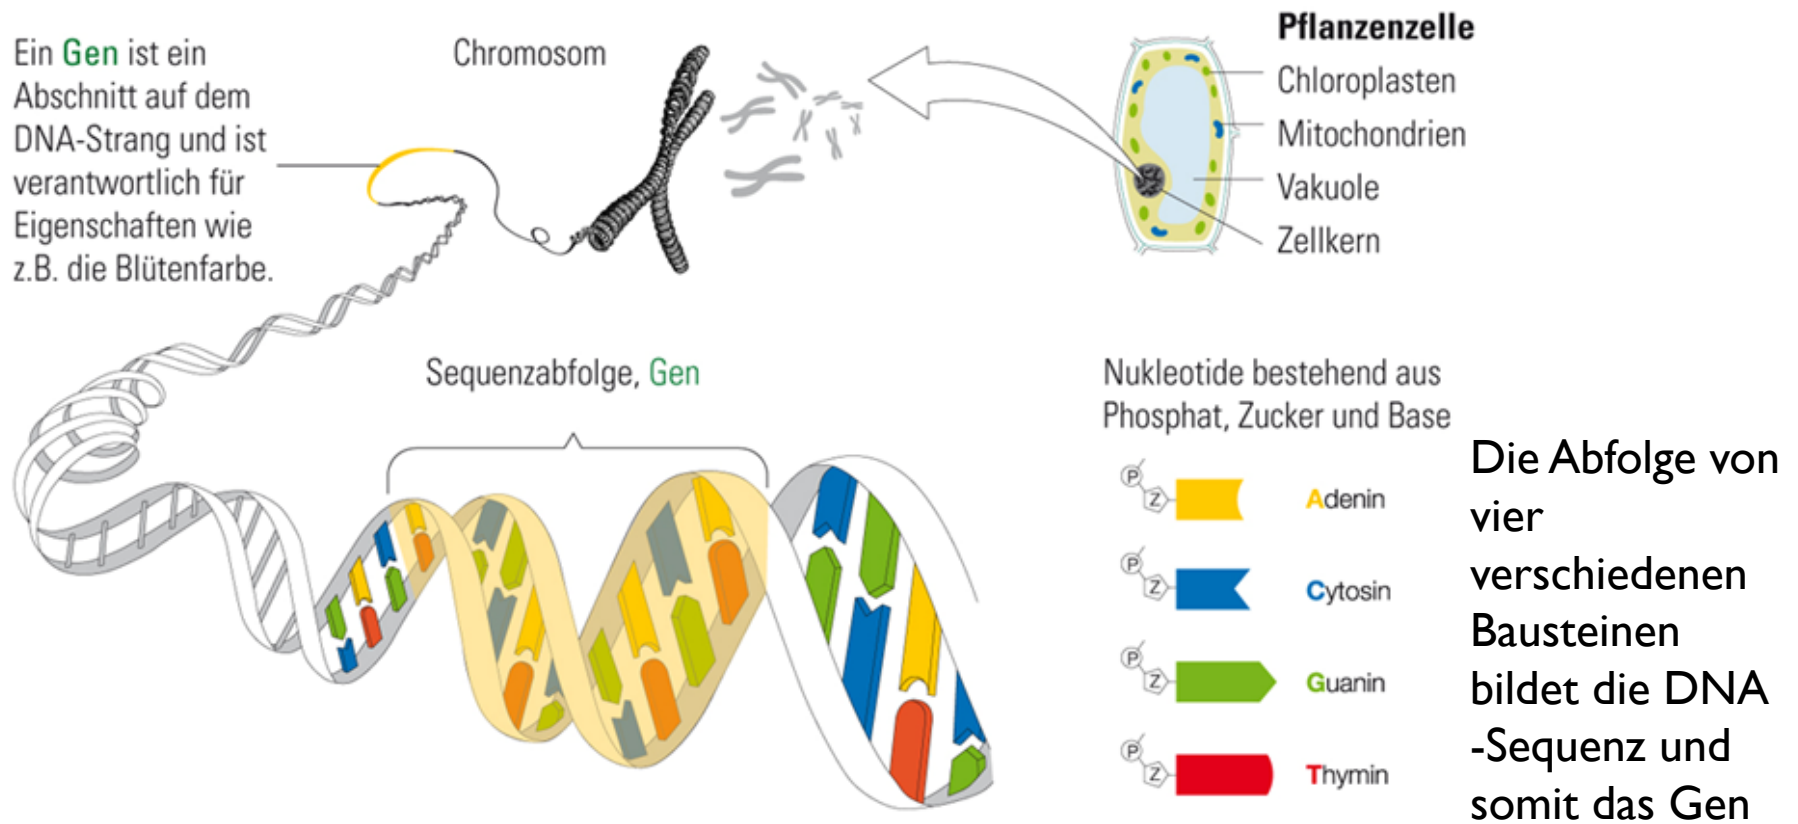 Ein Gen ist ein
Abschnitt auf dem
DNA-Strang und ist
verantwortlich für
Eigenschaften wie
z.B. die Blütenfarbe.
Chromosom
Pflanzenzelle
Chloroplasten
Mitochondrien
Vakuole
Zellkern
Sequenzabfolge, Gen
Nukleotide bestehend aus
Phosphat, Zucker und Base
P
Z
Adenin
P
Z
Cytosin
P
Z
Guanin
P
Z
Thymin
Die Abfolge von
vier
verschiedenen
Bausteinen
bildet die DNA
-Sequenz und
somit das Gen